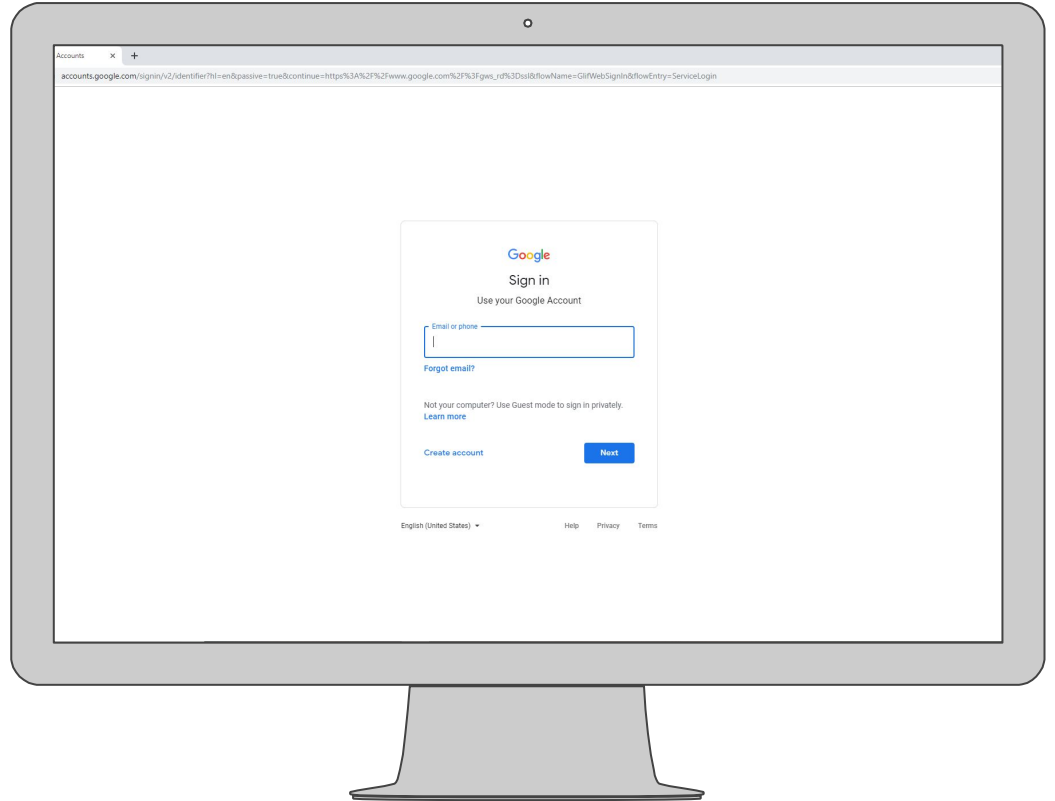 Accounts × +
accounts.google.com/signin/v2/identifier?hl=en&passive=true&continue=https%3A%2F%2Fwww.google.com%2F%3Fgws_rd%3Dssl&flowName=GlifWebSignIn&flowEntry=ServiceLogin
Google
Sign in
Use your Google Account
Email or phone
Forgot email?
Not your computer? Use Guest mode to sign in privately.
Learn more
Create account Next
English (United States) Help Privacy Terms